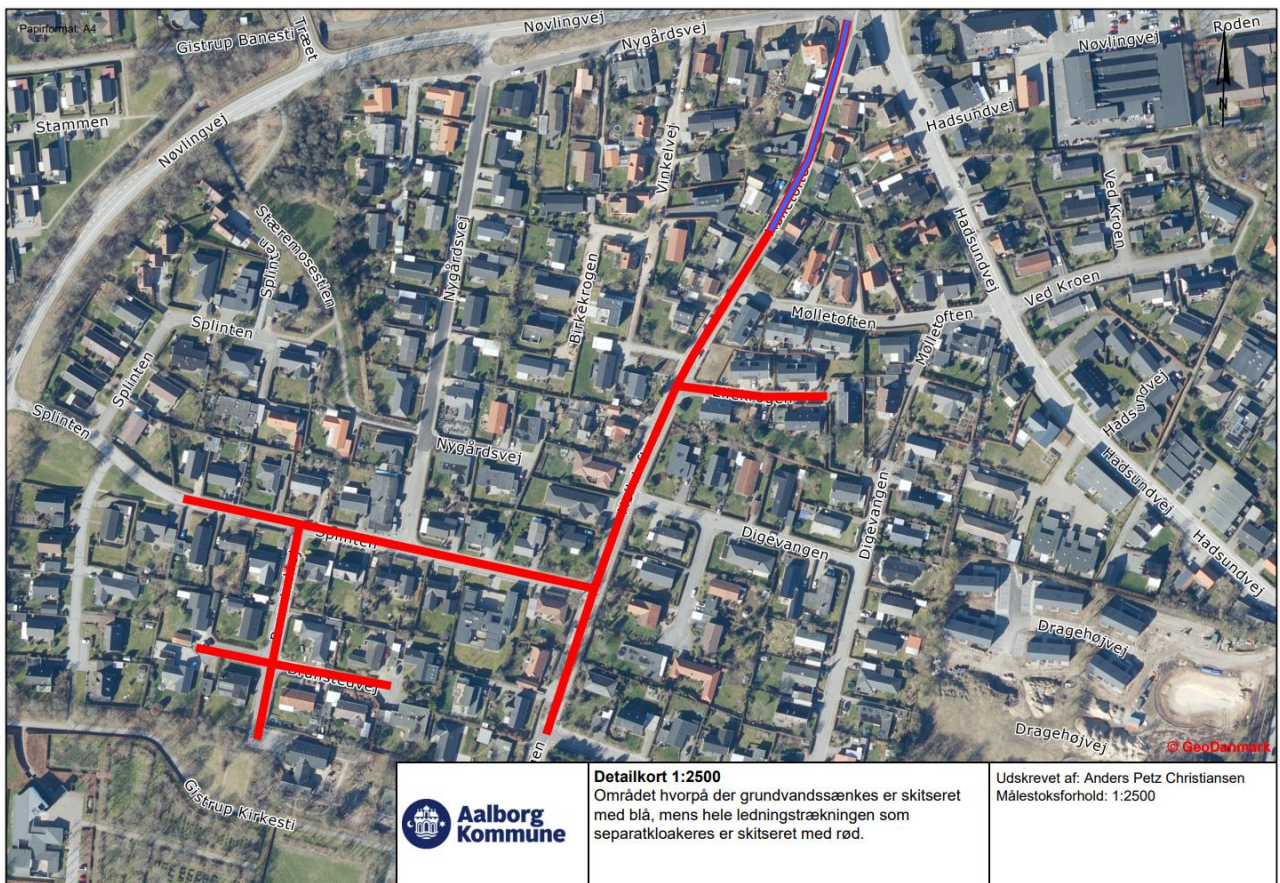 Papirformat: A4
Gistrup Banesti
Træet
Nøvlingvej
Nygårdsvej
Nøvlingvej
Roden
N
Stammen
Nøvlingvej
Hadsundvej
Vinkelvej
Ved Kroen
Stæremosestien
Splinten
Nygårdsvej
Hadsundvej
Birkekrogen
Ved Kroen
Splinten
Mølletoften
Mølletoften
Splinten
Splinten
Nygårdsvej
Hadsundvej
Hadsundvej
Hadsundvej
Digevangen
Digevangen
Splinten
Dragehøjvej
Brønstedvej
Dragehøjvej
© GeoDanmark
Gistrup Kirkesti
Aalborg
Kommune
Detailkort 1:2500
Området hvorpå der grundvandssænkes er skitseret
med blå, mens hele ledningstrækningen som
separatkloakeres er skitseret med rød.
Udskrevet af: Anders Petz Christiansen
Målestoksforhold: 1:2500